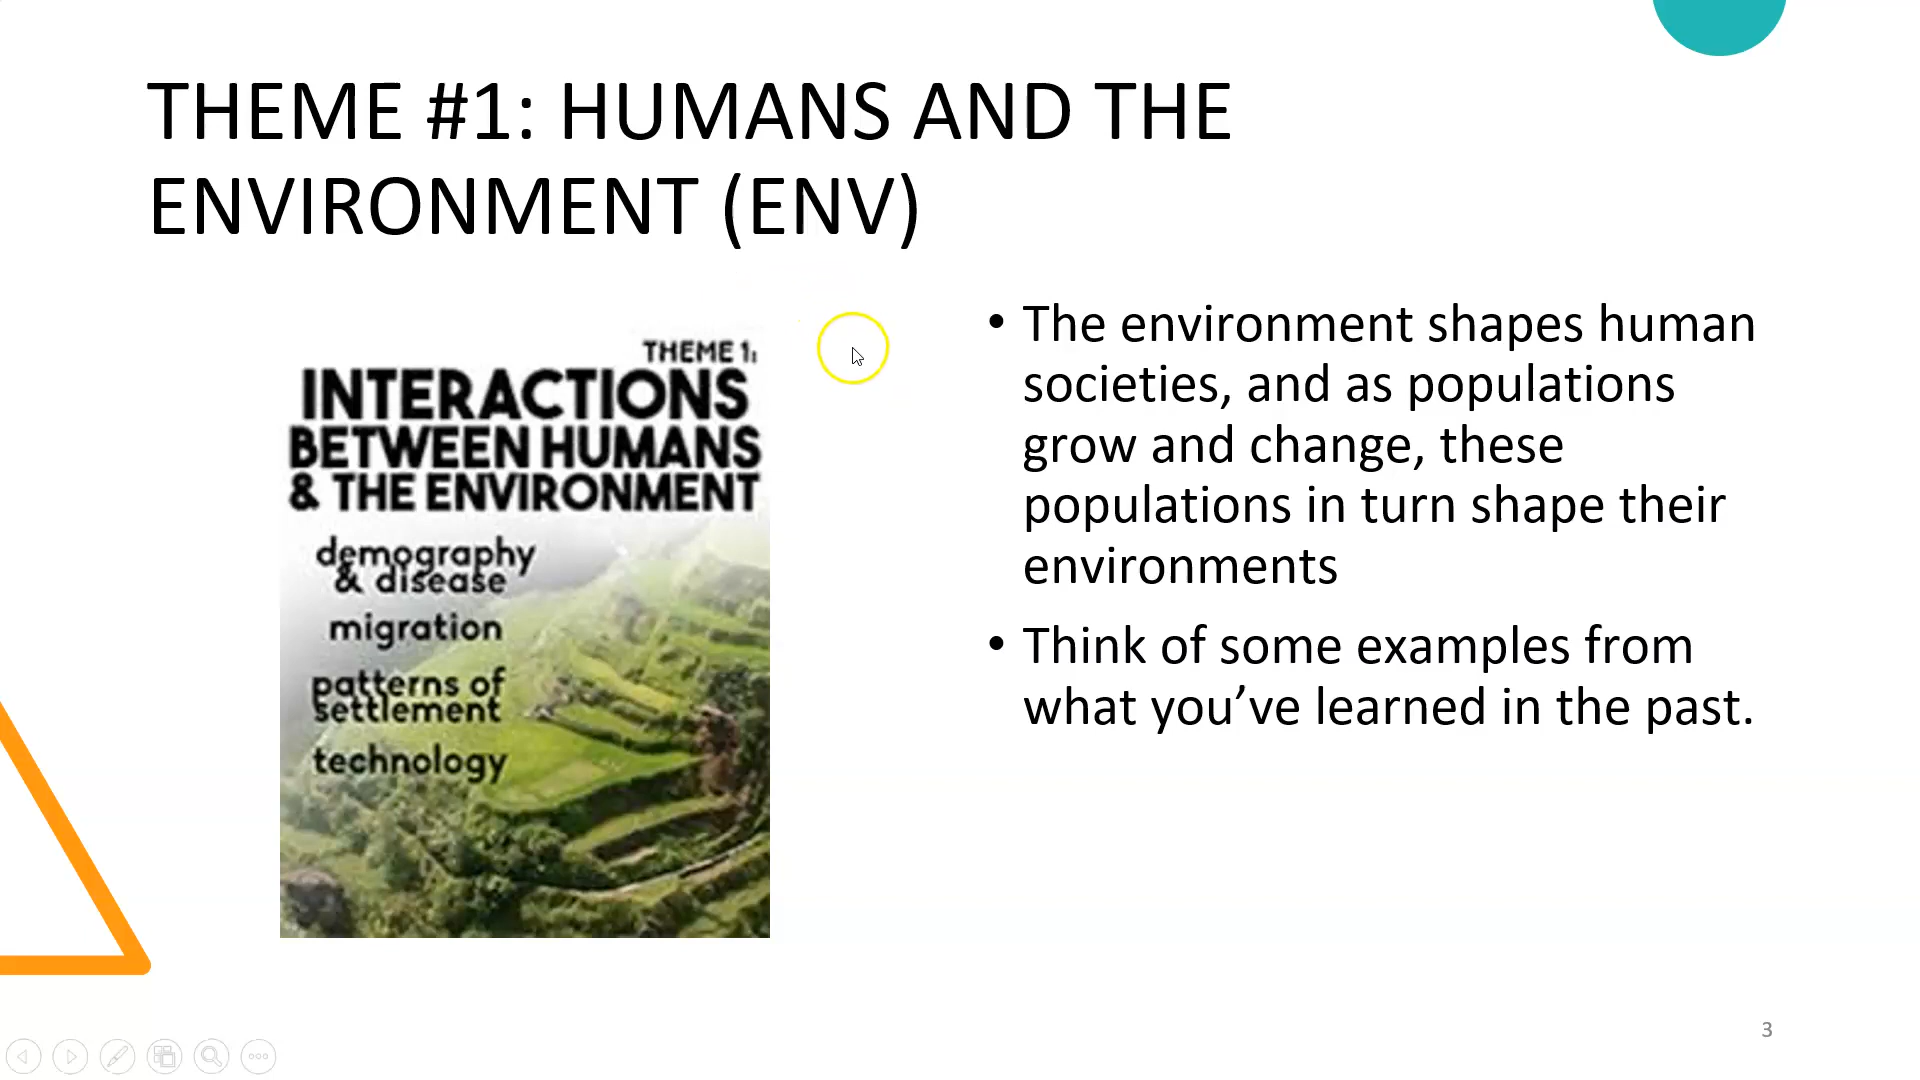 THEME #1: HUMANS AND THE
ENVIRONMENT (ENV)
THEME 1:
INTERACTIONS
BETWEEN HUMANS
& THE ENVIRONMENT
demography
& disease
migration
patterns of
settlement
technology
• The environment shapes human
societies, and as populations
grow and change, these
populations in turn shape their
environments
• Think of some examples from
what you’ve learned in the past.
3